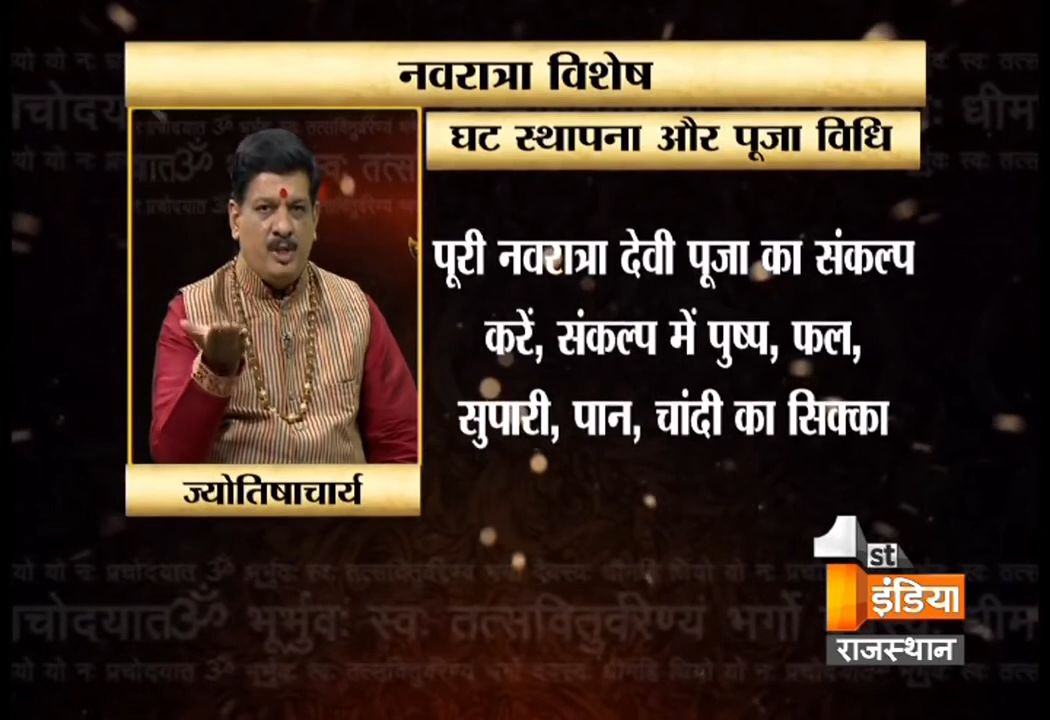 नवरात्रा विशेष
घट स्थापना और पूजा विधि
पूरी नवरात्रा देवी पूजा का संकल्प
करें, संकल्प में पुष्प, फल,
सुपारी, पान, चांदी का सिक्का
ज्योतिषाचार्य
1st
इंडिया
राजस्थान